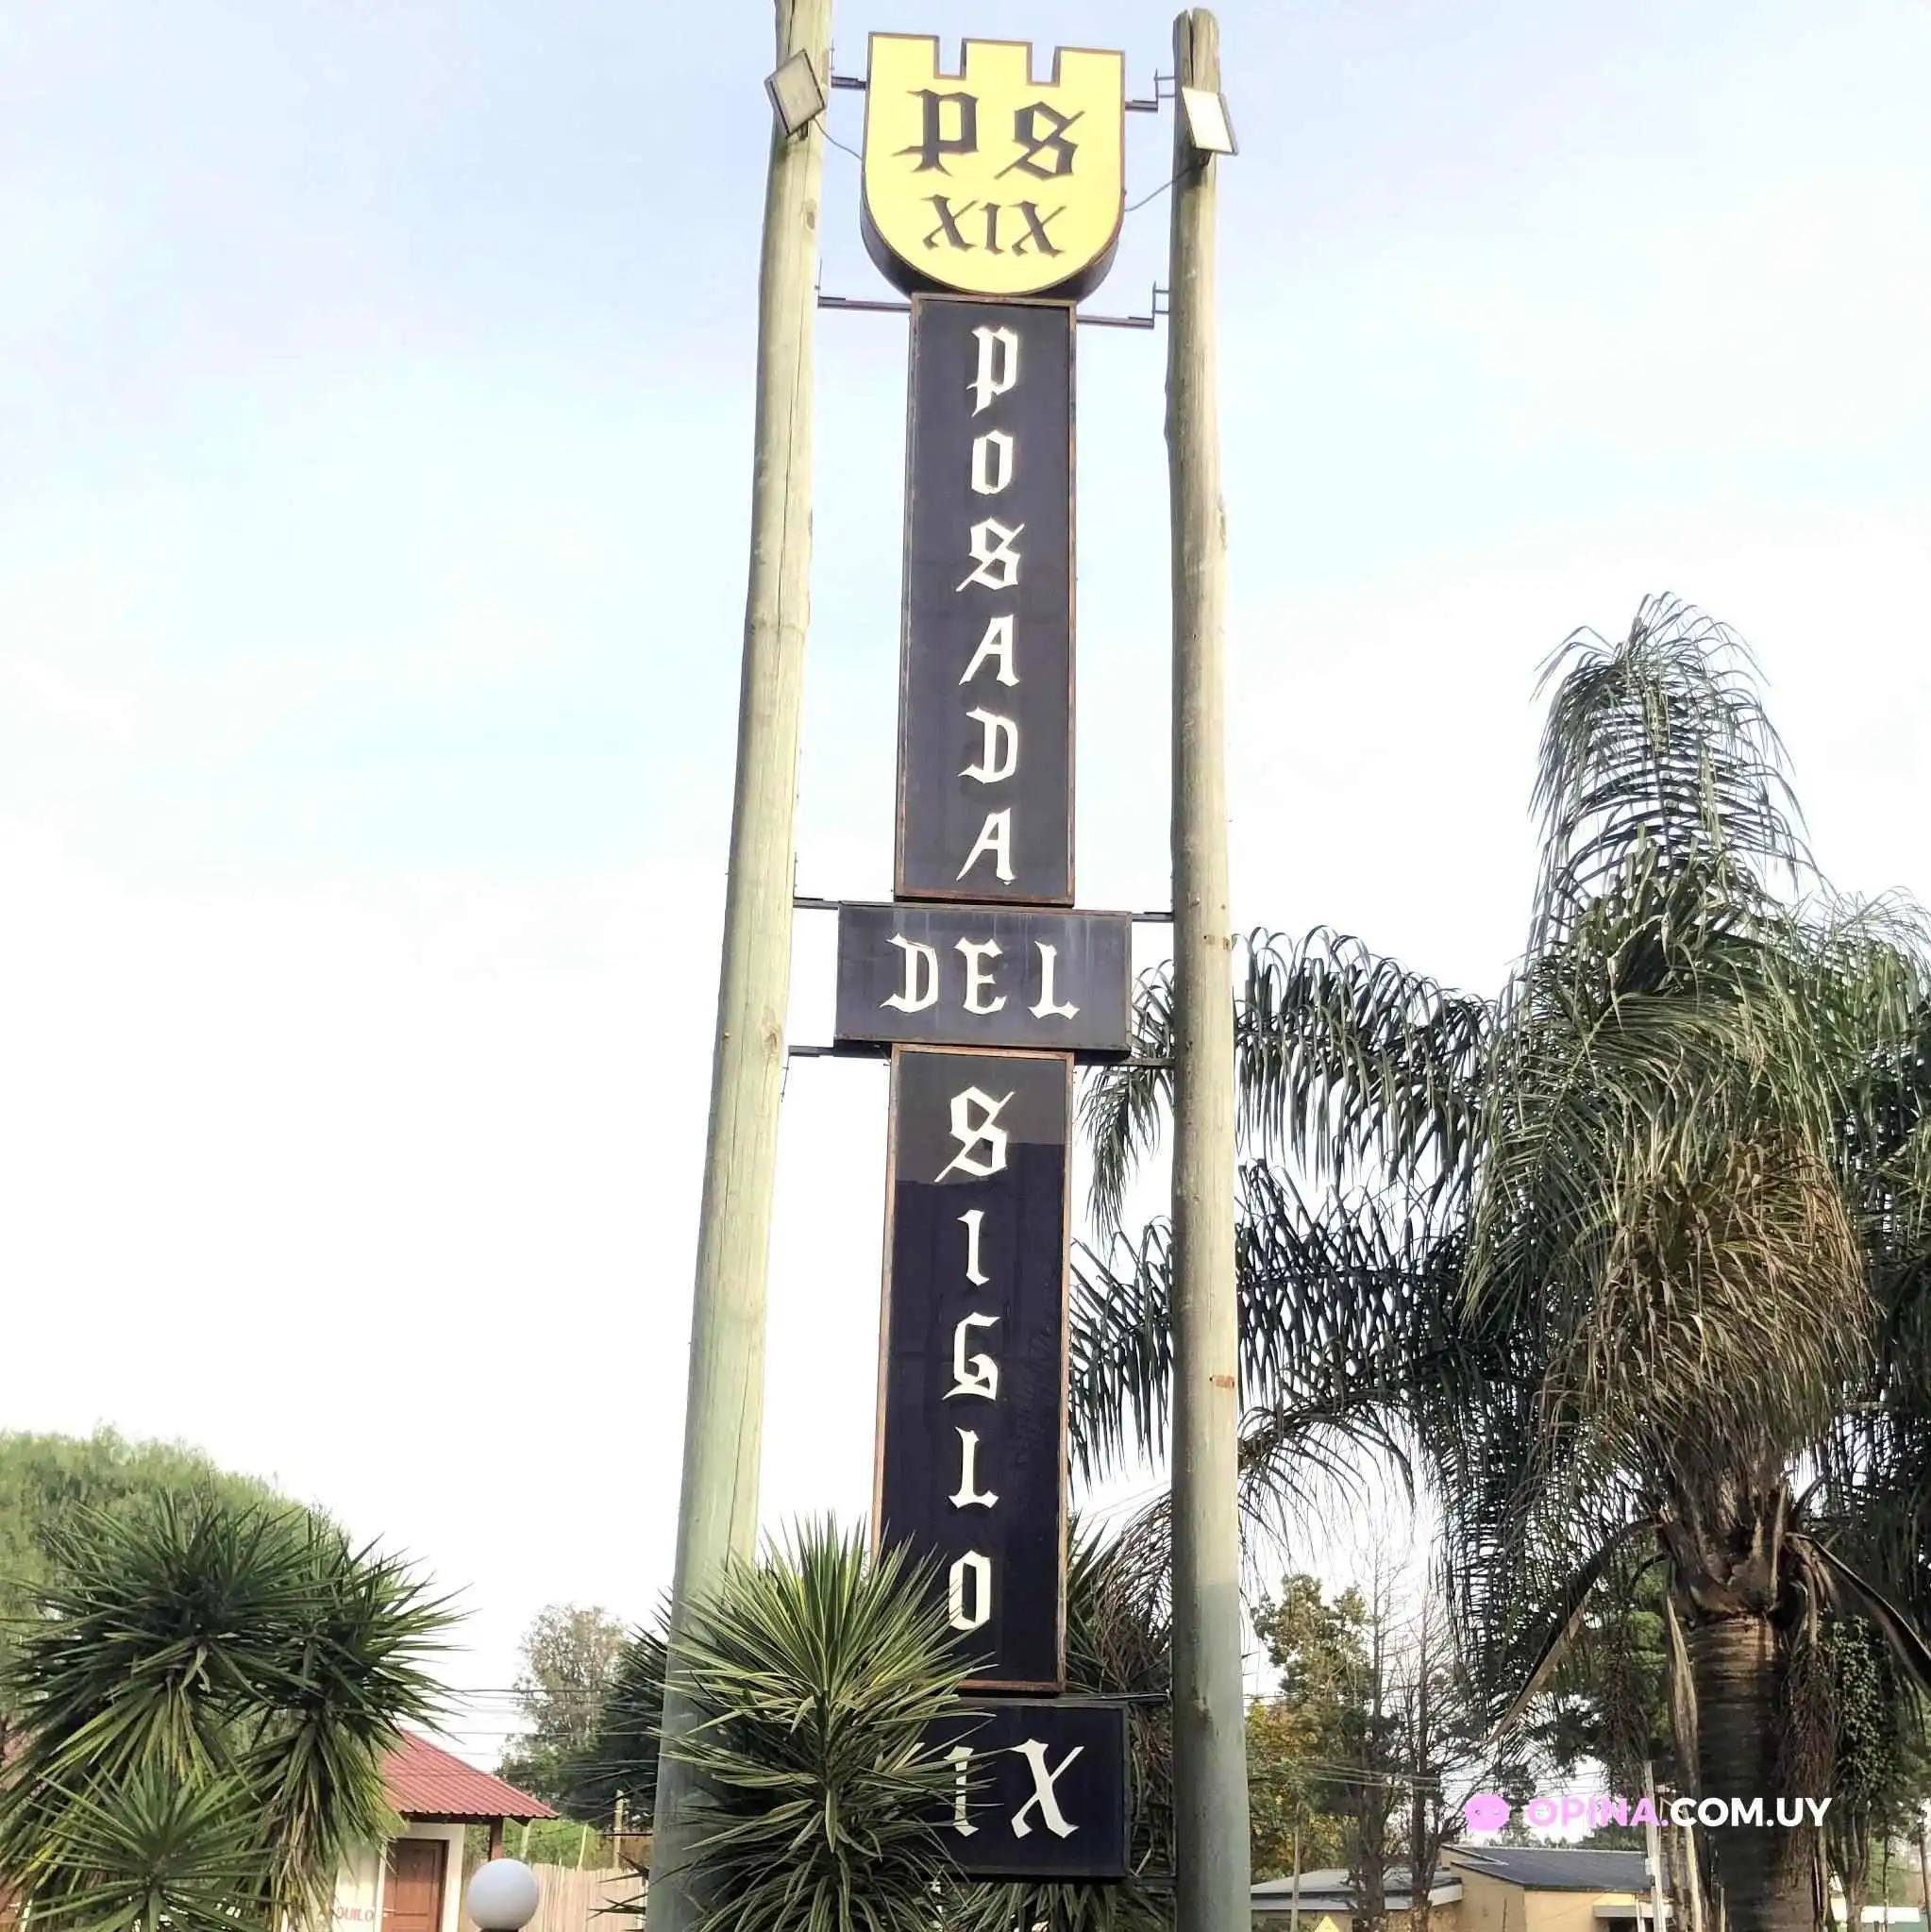 PS
XIX
POSADA
DEL
SIGLO
IX
OPINA.COM.UY